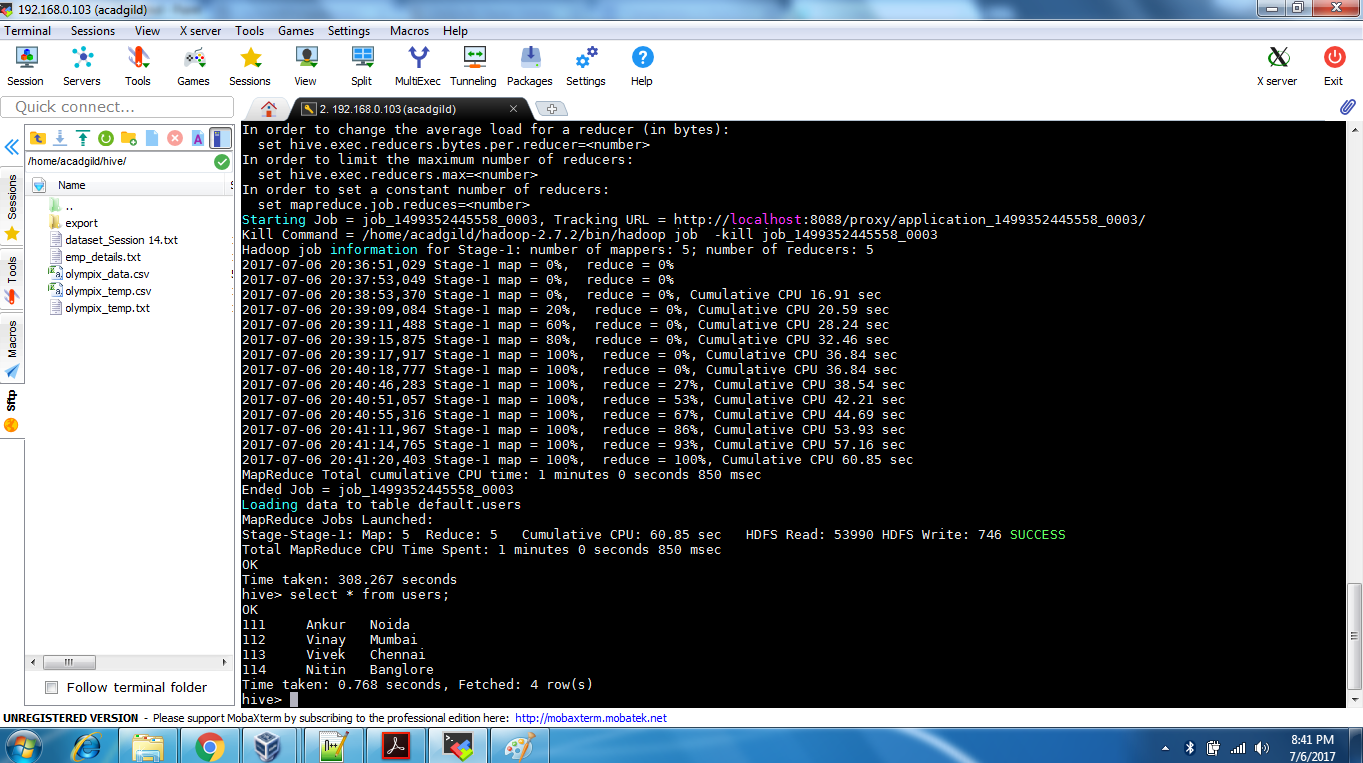 192.168.0.103 (acadgild)
Terminal Sessions View X server Tools Games Settings Macros Help
Session Servers Tools Games Sessions View Split MultiExec Tunneling Packages Settings Help X server Exit
Quick connect...
2. 192.168.0.103 (acadgild)
/home/acadgild/hive/
Name
..
export
dataset_Session 14.txt
emp_details.txt
olympix_data.csv
olympix_temp.csv
olympix_temp.txt
Sessions
Tools
Macros
Sftp
Follow terminal folder
In order to change the average load for a reducer (in bytes):
  set hive.exec.reducers.bytes.per.reducer=<number>
In order to limit the maximum number of reducers:
  set hive.exec.reducers.max=<number>
In order to set a constant number of reducers:
  set mapreduce.job.reduces=<number>
Starting Job = job_1499352445558_0003, Tracking URL = http://localhost:8088/proxy/application_1499352445558_0003/
Kill Command = /home/acadgild/hadoop-2.7.2/bin/hadoop job  -kill job_1499352445558_0003
Hadoop job information for Stage-1: number of mappers: 5; number of reducers: 5
2017-07-06 20:36:51,029 Stage-1 map = 0%,  reduce = 0%
2017-07-06 20:37:53,049 Stage-1 map = 0%,  reduce = 0%
2017-07-06 20:38:53,370 Stage-1 map = 0%,  reduce = 0%, Cumulative CPU 16.91 sec
2017-07-06 20:39:09,084 Stage-1 map = 20%,  reduce = 0%, Cumulative CPU 20.59 sec
2017-07-06 20:39:11,488 Stage-1 map = 60%,  reduce = 0%, Cumulative CPU 28.24 sec
2017-07-06 20:39:15,875 Stage-1 map = 80%,  reduce = 0%, Cumulative CPU 32.46 sec
2017-07-06 20:39:17,917 Stage-1 map = 100%,  reduce = 0%, Cumulative CPU 36.84 sec
2017-07-06 20:40:18,777 Stage-1 map = 100%,  reduce = 0%, Cumulative CPU 36.84 sec
2017-07-06 20:40:46,283 Stage-1 map = 100%,  reduce = 27%, Cumulative CPU 38.54 sec
2017-07-06 20:40:51,057 Stage-1 map = 100%,  reduce = 53%, Cumulative CPU 42.21 sec
2017-07-06 20:40:55,316 Stage-1 map = 100%,  reduce = 67%, Cumulative CPU 44.69 sec
2017-07-06 20:41:11,967 Stage-1 map = 100%,  reduce = 86%, Cumulative CPU 53.93 sec
2017-07-06 20:41:14,765 Stage-1 map = 100%,  reduce = 93%, Cumulative CPU 57.16 sec
2017-07-06 20:41:20,403 Stage-1 map = 100%,  reduce = 100%, Cumulative CPU 60.85 sec
MapReduce Total cumulative CPU time: 1 minutes 0 seconds 850 msec
Ended Job = job_1499352445558_0003
Loading data to table default.users
MapReduce Jobs Launched:
Stage-Stage-1: Map: 5  Reduce: 5   Cumulative CPU: 60.85 sec   HDFS Read: 53990 HDFS Write: 746 SUCCESS
Total MapReduce CPU Time Spent: 1 minutes 0 seconds 850 msec
OK
Time taken: 308.267 seconds
hive> select * from users;
OK
111     Ankur   Noida
112     Vinay   Mumbai
113     Vivek   Chennai
114     Nitin   Banglore
Time taken: 0.768 seconds, Fetched: 4 row(s)
hive>
UNREGISTERED VERSION - Please support MobaXterm by subscribing to the professional edition here: http://mobaxterm.mobatek.net
8:41 PM
7/6/2017